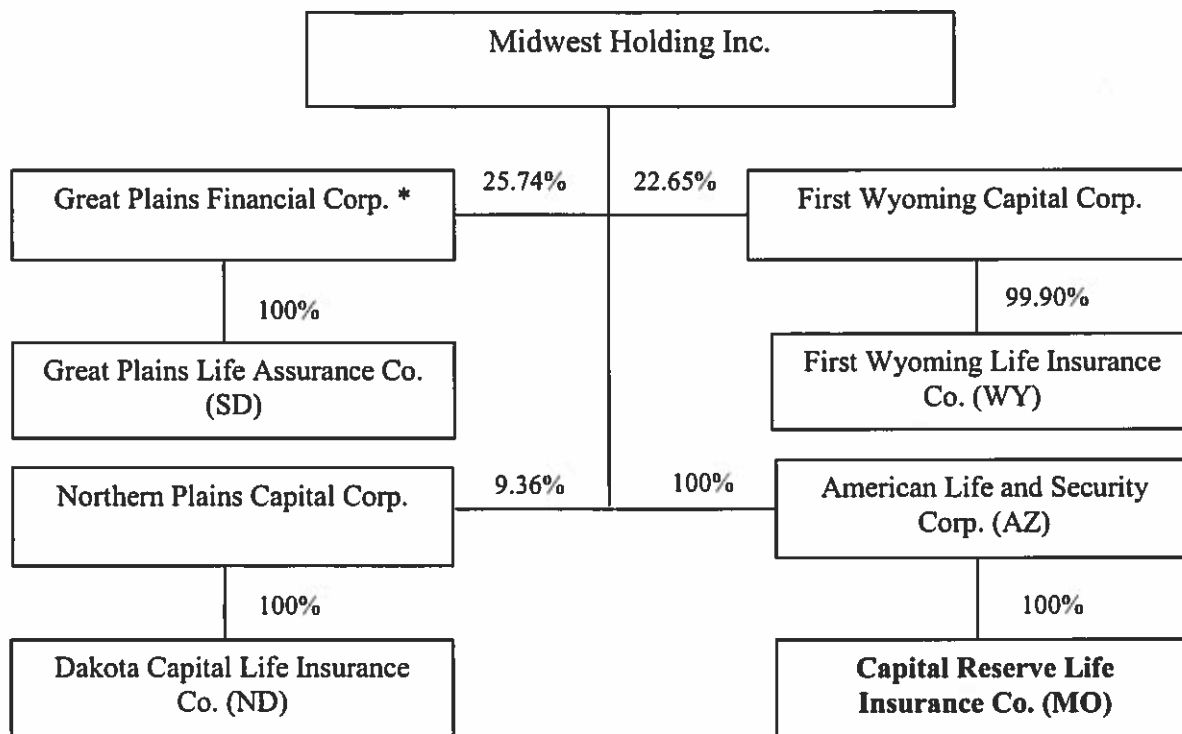 Midwest Holding Inc.
25.74%
22.65%
Great Plains Financial Corp. *
First Wyoming Capital Corp.
100%
99.90%
Great Plains Life Assurance Co.
(SD)
First Wyoming Life Insurance
Co. (WY)
Northern Plains Capital Corp.
9.36%
100%
American Life and Security
Corp. (AZ)
100%
100%
Dakota Capital Life Insurance
Co. (ND)
Capital Reserve Life
Insurance Co. (MO)